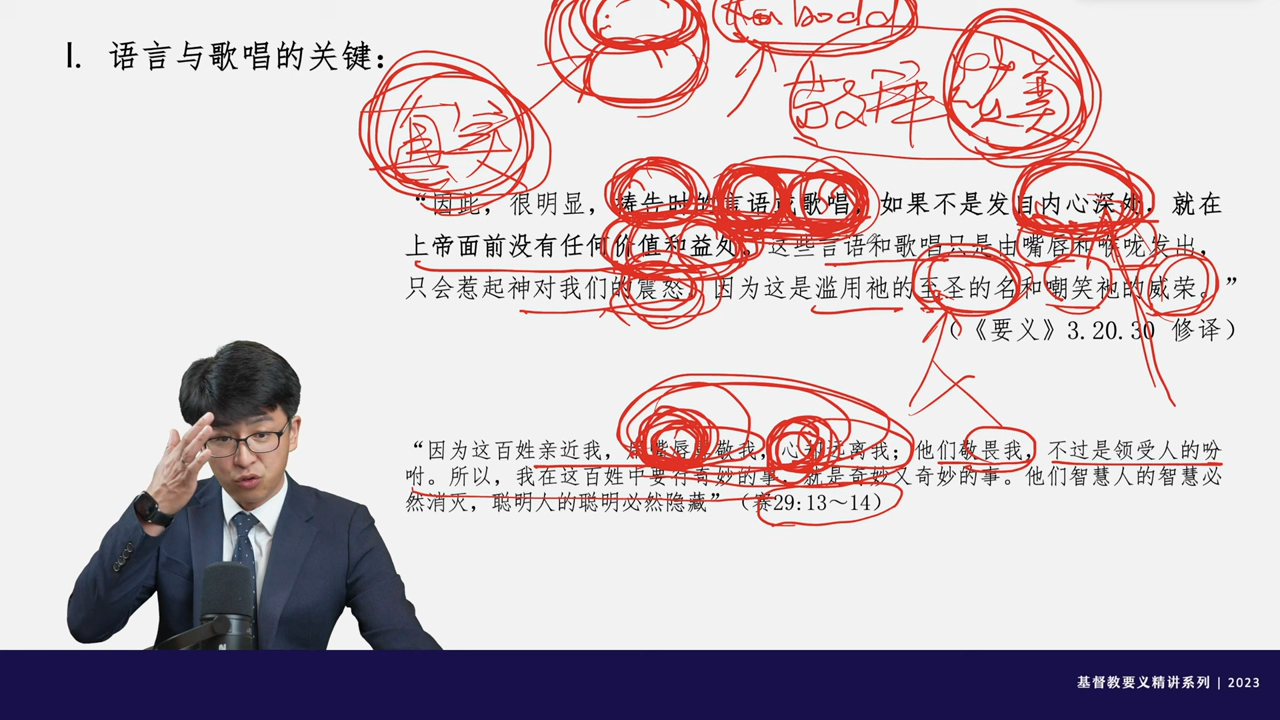 I. 语言与歌唱的关键：
敬拜 赞美
“因此，很明显，祷告时的言语或歌唱，如果不是发自内心深处，就在
上帝面前没有任何价值和益处。这些言语和歌唱只是由嘴唇和喉咙发出，
只会惹起神对我们的震怒，因为这是滥用祂的至圣的名和嘲笑祂的威荣。”
（《要义》3.20.30 修译）
“因为这百姓亲近我，用嘴唇尊敬我，心却远离我；他们敬畏我，不过是领受人的吩
咐。所以，我在这百姓中要行奇妙的事，就是奇妙又奇妙的事。他们智慧人的智慧必
然消灭，聪明人的聪明必然隐藏”（赛29:13～14）
基督教要义精讲系列 | 2023